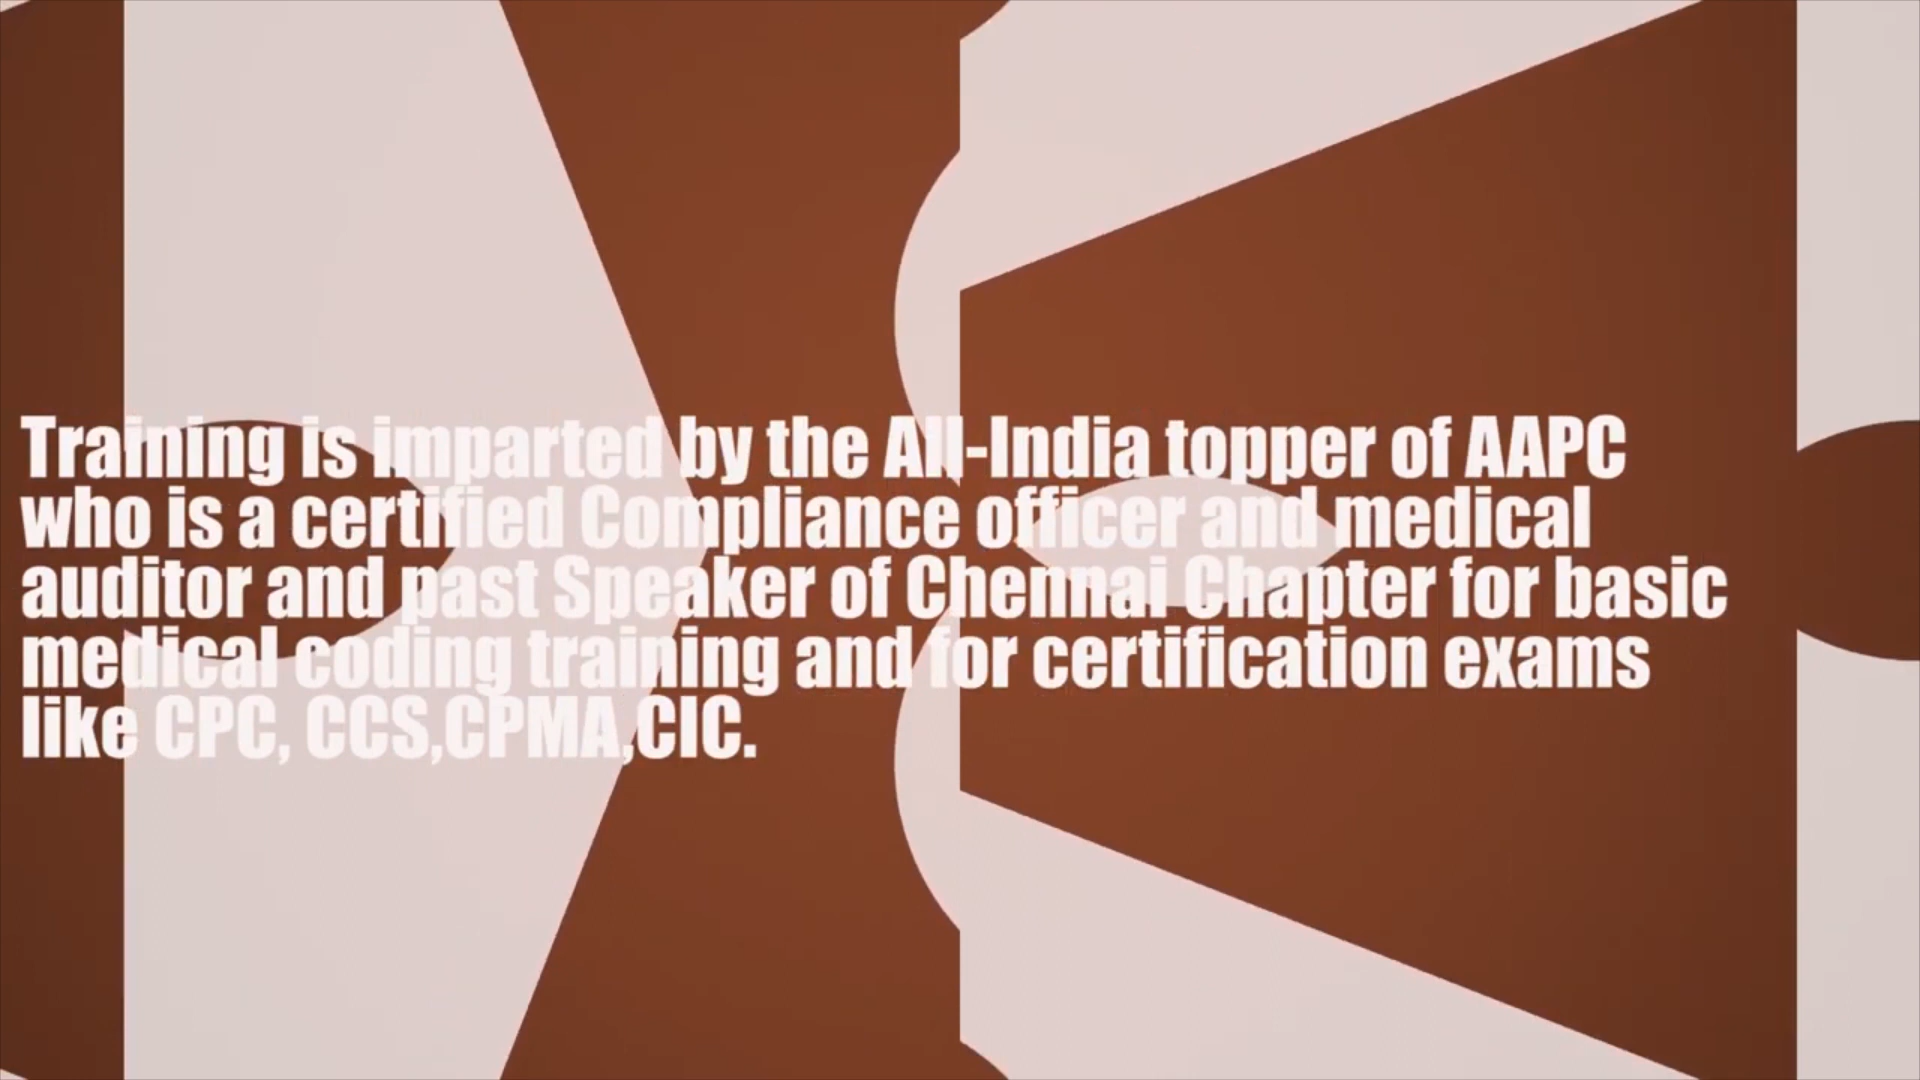 Training is imparted by the All-India topper of AAPC
who is a certified Compliance officer and medical
auditor and past Speaker of Chennai Chapter for basic
medical coding training and for certification exams
like CPC, CCS,CPMA,CIC.